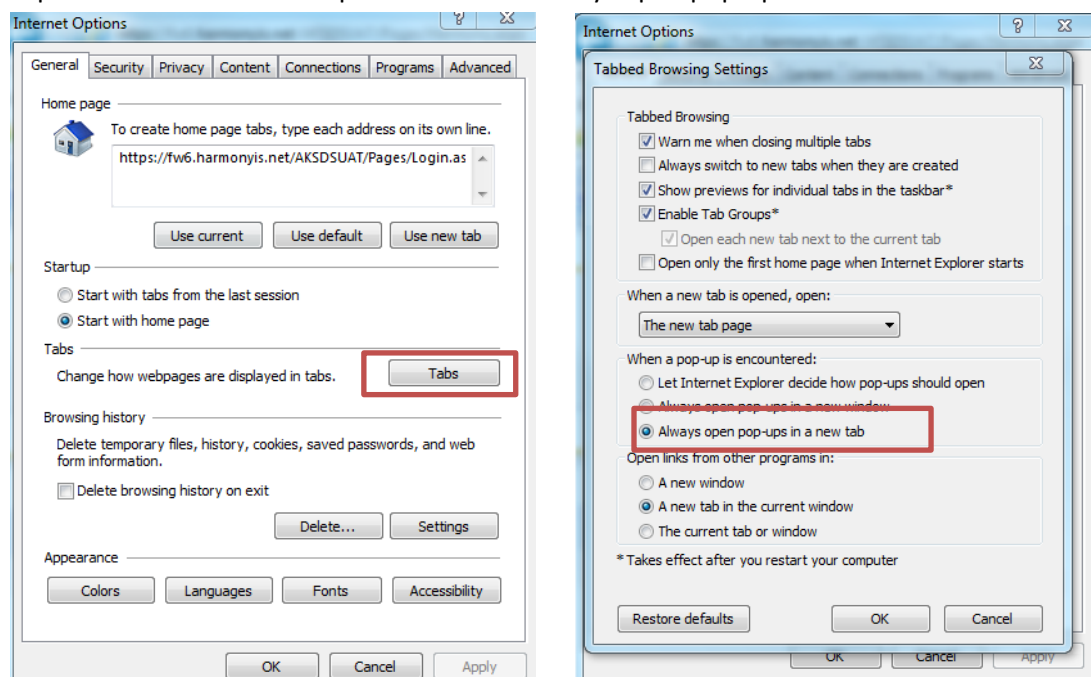 Internet Options
General Security Privacy Content Connections Programs Advanced
Home page
To create home page tabs, type each address on its own line.
https://fw6.harmonyis.net/AKSDSUAT/Pages/Login.as
Use current Use default Use new tab
Startup
Start with tabs from the last session
Start with home page
Tabs
Change how webpages are displayed in tabs.
Tabs
Browsing history
Delete temporary files, history, cookies, saved passwords, and web
form information.
Delete browsing history on exit
Delete... Settings
Appearance
Colors Languages Fonts Accessibility
OK Cancel Apply
Internet Options
Tabbed Browsing Settings
Tabbed Browsing
Warn me when closing multiple tabs
Always switch to new tabs when they are created
Show previews for individual tabs in the taskbar*
Enable Tab Groups*
Open each new tab next to the current tab
Open only the first home page when Internet Explorer starts
When a new tab is opened, open:
The new tab page
When a pop-up is encountered:
Let Internet Explorer decide how pop-ups should open
Always open pop-ups in a new window
Always open pop-ups in a new tab
Open links from other programs in:
A new window
A new tab in the current window
The current tab or window
* Takes effect after you restart your computer
Restore defaults OK Cancel
OK Cancel Apply